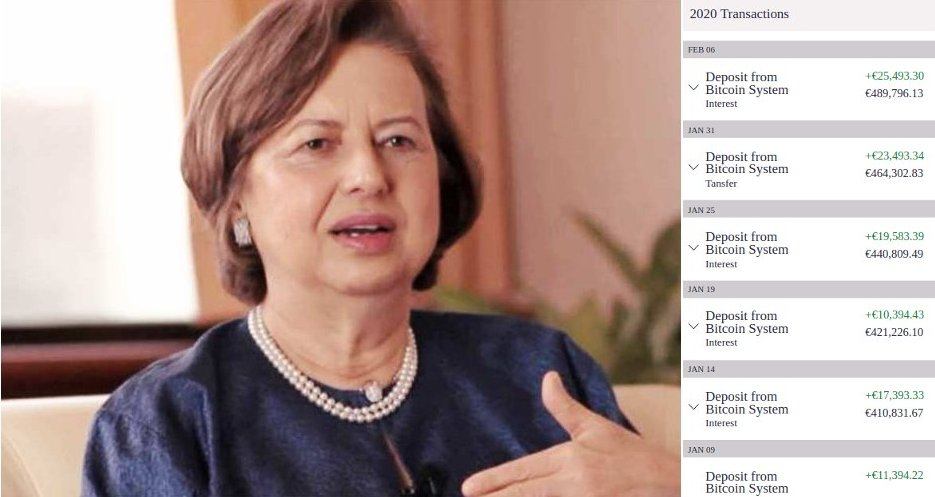 2020 Transactions
FEB 06
Deposit from +€25,493.30
Bitcoin System €489,796.13
Interest
JAN 31
Deposit from +€23,493.34
Bitcoin System €464,302.83
Tansfer
JAN 25
Deposit from +€19,583.39
Bitcoin System €440,809.49
Interest
JAN 19
Deposit from +€10,394.43
Bitcoin System €421,226.10
Interest
JAN 14
Deposit from +€17,393.33
Bitcoin System €410,831.67
Interest
JAN 09
Deposit from +€11,394.22
Bitcoin System